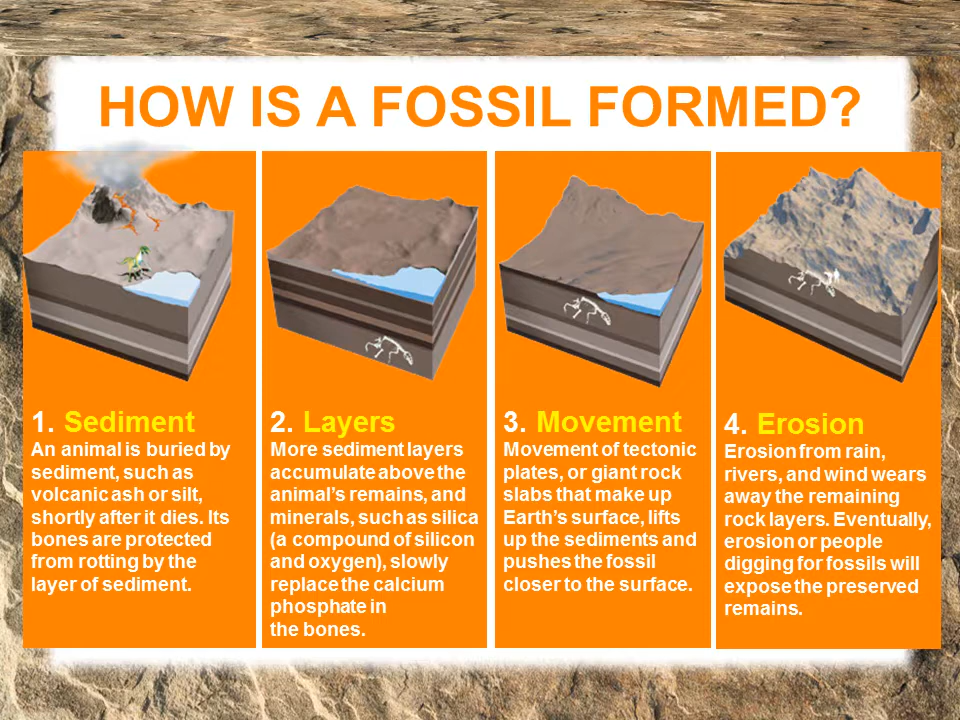 HOW IS A FOSSIL FORMED?
1. Sediment
An animal is buried by
sediment, such as
volcanic ash or silt,
shortly after it dies. Its
bones are protected
from rotting by the
layer of sediment.
2. Layers
More sediment layers
accumulate above the
animal’s remains, and
minerals, such as silica
(a compound of silicon
and oxygen), slowly
replace the calcium
phosphate in
the bones.
3. Movement
Movement of tectonic
plates, or giant rock
slabs that make up
Earth’s surface, lifts
up the sediments and
pushes the fossil
closer to the surface.
4. Erosion
Erosion from rain,
rivers, and wind wears
away the remaining
rock layers. Eventually,
erosion or people
digging for fossils will
expose the preserved
remains.